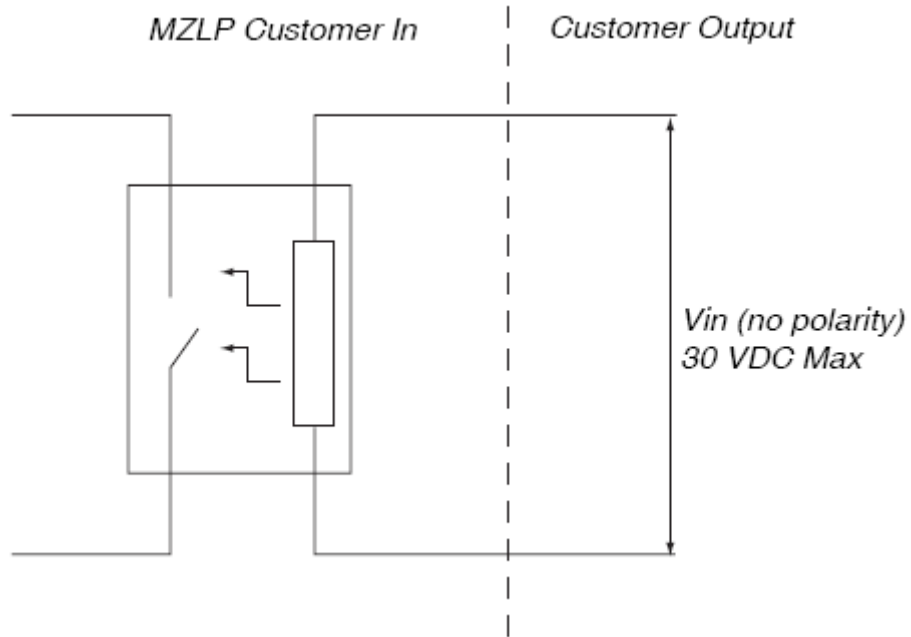 MZLP Customer In
Customer Output
Vin (no polarity)
30 VDC Max